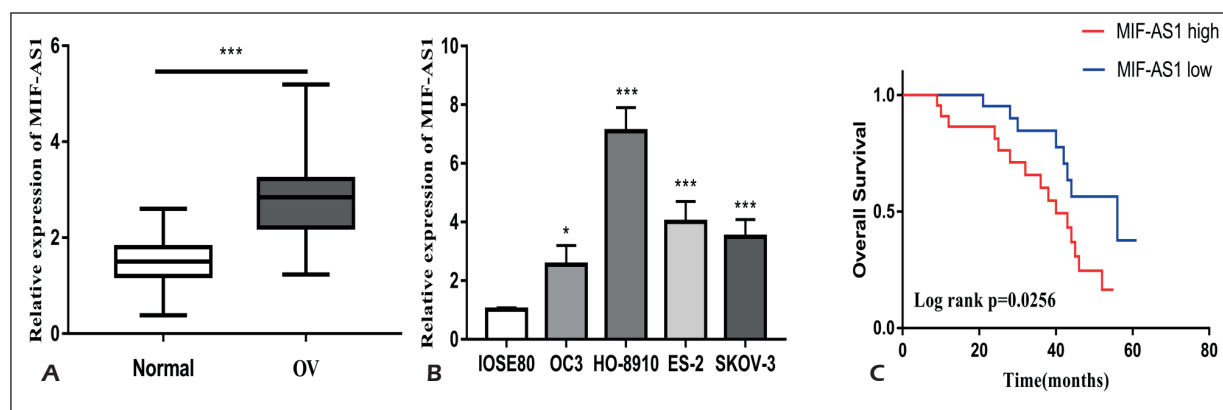 Relative expression of MIF-AS1
6
4
2
0
***
Normal
OV
A
Relative expression of MIF-AS1
10
8
6
4
2
0
*
***
***
***
IOSE80
OC3
HO-8910
ES-2
SKOV-3
B
MIF-AS1 high
MIF-AS1 low
Overall Survival
1.0
0.5
0.0
Log rank p=0.0256
0
20
40
60
80
Time(months)
C